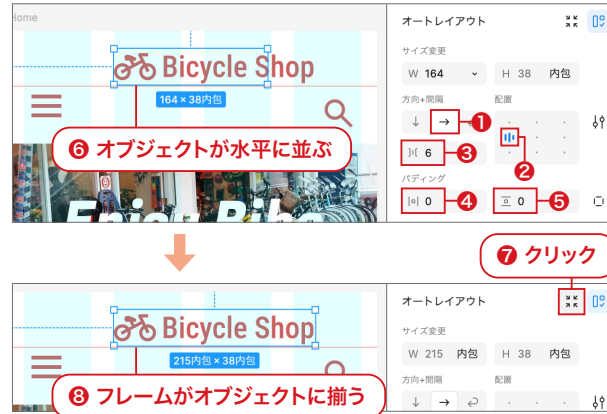 Home
オートレイアウト
サイズ変更
W 164
H 38 内包
Bicycle Shop
164 × 38内包
方向+間隔
配置
❶
❻ オブジェクトが水平に並ぶ
6
❸
❷
パディング
0
❹
0
❺
Enjoy Bike
❼ クリック
オートレイアウト
サイズ変更
W 215 内包
H 38 内包
Bicycle Shop
215内包 × 38内包
方向+間隔
配置
❽ フレームがオブジェクトに揃う